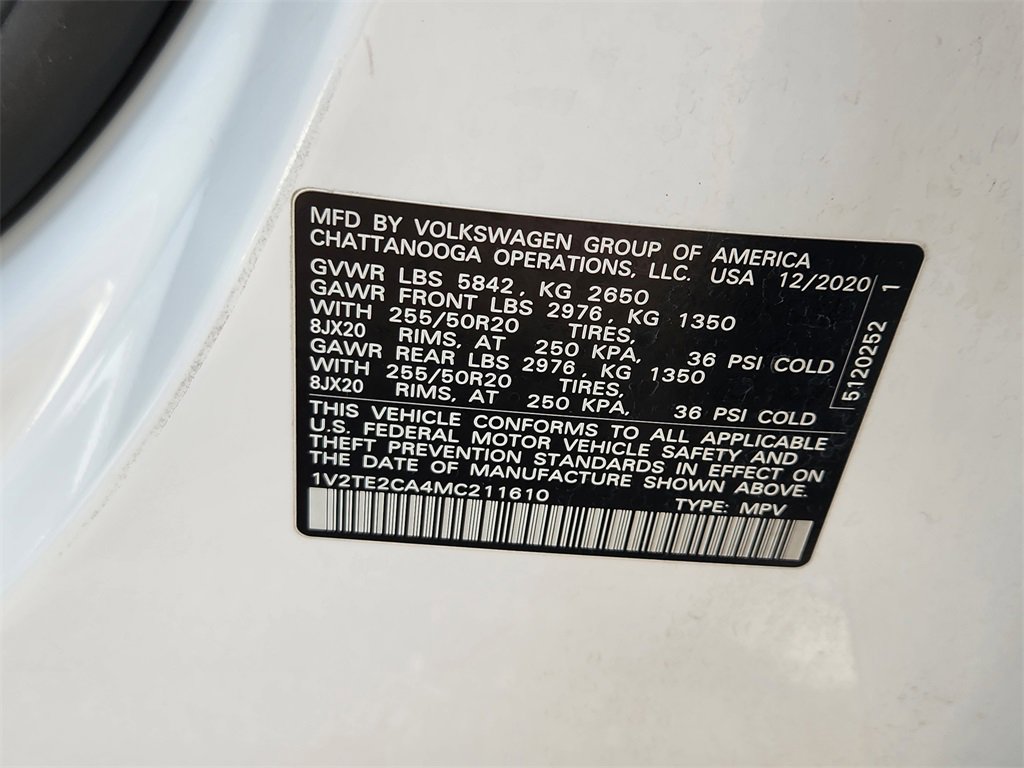 MFD BY VOLKSWAGEN GROUP OF AMERICA
CHATTANOOGA OPERATIONS, LLC. USA 12/2020
GVWR LBS 5842, KG 2650
GAWR FRONT LBS 2976, KG 1350
WITH 255/50R20 TIRES,
8JX20 RIMS, AT 250 KPA, 36 PSI COLD
GAWR REAR LBS 2976, KG 1350
WITH 255/50R20 TIRES,
8JX20 RIMS, AT 250 KPA, 36 PSI COLD
THIS VEHICLE CONFORMS TO ALL APPLICABLE
U.S. FEDERAL MOTOR VEHICLE SAFETY AND
THEFT PREVENTION STANDARDS IN EFFECT ON
THE DATE OF MANUFACTURE SHOWN ABOVE.
1V2TE2CA4MC211610 TYPE: MPV
5120252 1